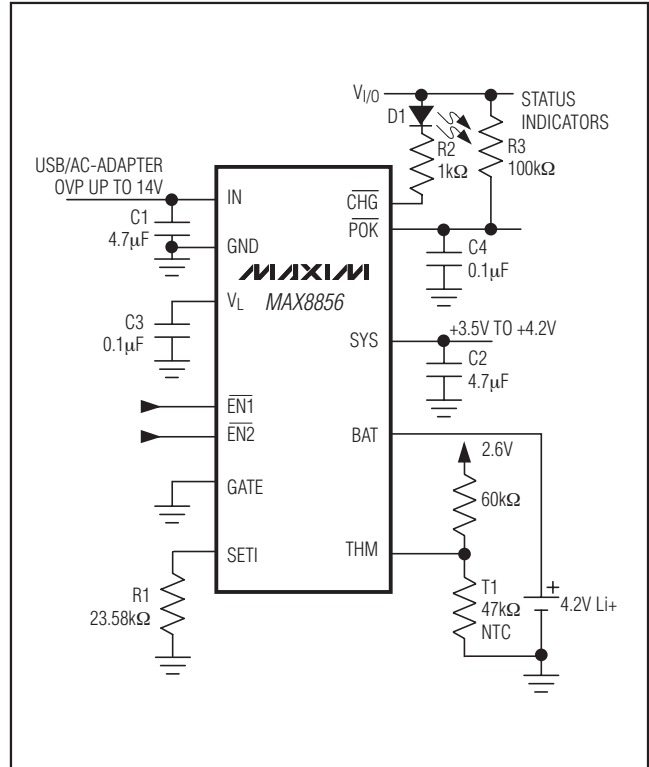 V I/O
STATUS
INDICATORS
D1
R2
1kΩ
R3
100kΩ
USB/AC-ADAPTER
OVP UP TO 14V
IN
C1
4.7μF
GND
CHG
POK
C4
0.1μF
MAXIM
MAX8856
VL
C3
0.1μF
SYS
+3.5V TO +4.2V
C2
4.7μF
EN1
EN2
BAT
2.6V
60kΩ
GATE
SETI
THM
R1
23.58kΩ
T1
47kΩ
NTC
+
4.2V Li+